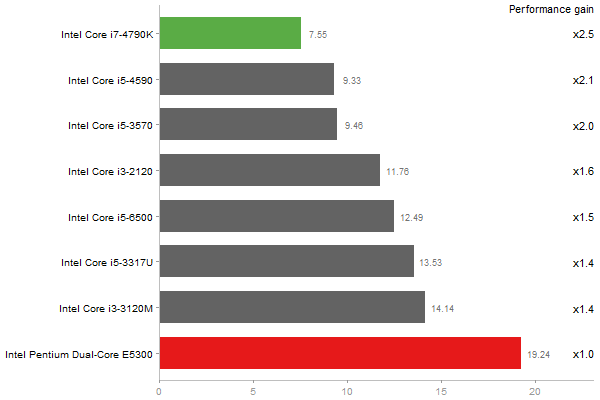 Performance gain
Intel Core i7-4790K 7.55 x2.5
Intel Core i5-4590 9.33 x2.1
Intel Core i5-3570 9.46 x2.0
Intel Core i3-2120 11.76 x1.6
Intel Core i5-6500 12.49 x1.5
Intel Core i5-3317U 13.53 x1.4
Intel Core i3-3120M 14.14 x1.4
Intel Pentium Dual-Core E5300 19.24 x1.0
0 5 10 15 20